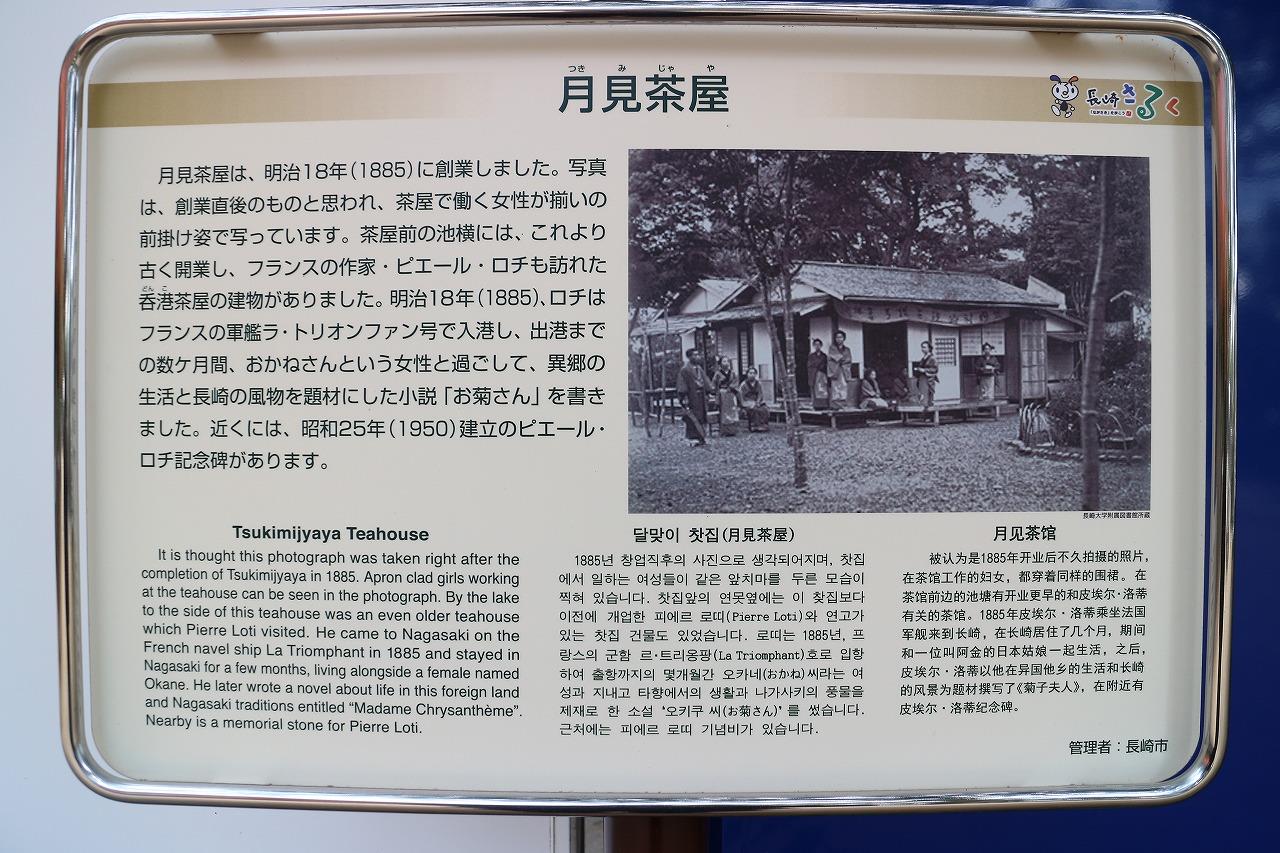 つき み じゃ や
月見茶屋
長崎さるく
月見茶屋は、明治18年(1885)に創業しました。写真
は、創業直後のものと思われ、茶屋で働く女性が揃いの
前掛け姿で写っています。茶屋前の池横には、これより
古く開業し、フランスの作家・ピエール・ロチも訪れた
どん こ
呑港茶屋の建物がありました。明治18年(1885)、ロチは
フランスの軍艦ラ・トリオンファン号で入港し、出港まで
の数ケ月間、おかねさんという女性と過ごして、異郷の
生活と長崎の風物を題材にした小説「お菊さん」を書き
ました。近くには、昭和25年(1950)建立のピエール・
ロチ記念碑があります。
長崎大学附属図書館所蔵
Tsukimijyaya Teahouse
It is thought this photograph was taken right after the
completion of Tsukimijyaya in 1885. Apron clad girls working
at the teahouse can be seen in the photograph. By the lake
to the side of this teahouse was an even older teahouse
which Pierre Loti visited. He came to Nagasaki on the
French navel ship La Triomphant in 1885 and stayed in
Nagasaki for a few months, living alongside a female named
Okane. He later wrote a novel about life in this foreign land
and Nagasaki traditions entitled “Madame Chrysanthème”.
Nearby is a memorial stone for Pierre Loti.
달맞이 찻집(月見茶屋)
1885년 창업직후의 사진으로 생각되어지며, 찻집
에서 일하는 여성들이 같은 앞치마를 두른 모습이
찍혀 있습니다. 찻집앞의 연못옆에는 이 찻집보다
이전에 개업한 피에르 로띠(Pierre Loti)와 연고가
있는 찻집 건물도 있었습니다. 로띠는 1885년, 프
랑스의 군함 르·트리옹팡(La Triomphant)호로 입항
하여 출항까지의 몇개월간 오카네(おかね)씨라는 여
성과 지내고 타향에서의 생활과 나가사키의 풍물을
제재로 한 소설 ‘오키쿠 씨(お菊さん)’를 썼습니다.
근처에는 피에르 로띠 기념비가 있습니다.
月见茶馆
被认为是1885年开业后不久拍摄的照片，
在茶馆工作的妇女，都穿着同样的围裙。在
茶馆前边的池塘有开业更早的和皮埃尔·洛蒂
有关的茶馆。1885年皮埃尔·洛蒂乘坐法国
军舰来到长崎，在长崎居住了几个月，期间
和一位叫阿金的日本姑娘一起生活，之后，
皮埃尔·洛蒂以他在异国他乡的生活和长崎
的风景为题材撰写了《菊子夫人》，在附近有
皮埃尔·洛蒂纪念碑。
管理者：長崎市